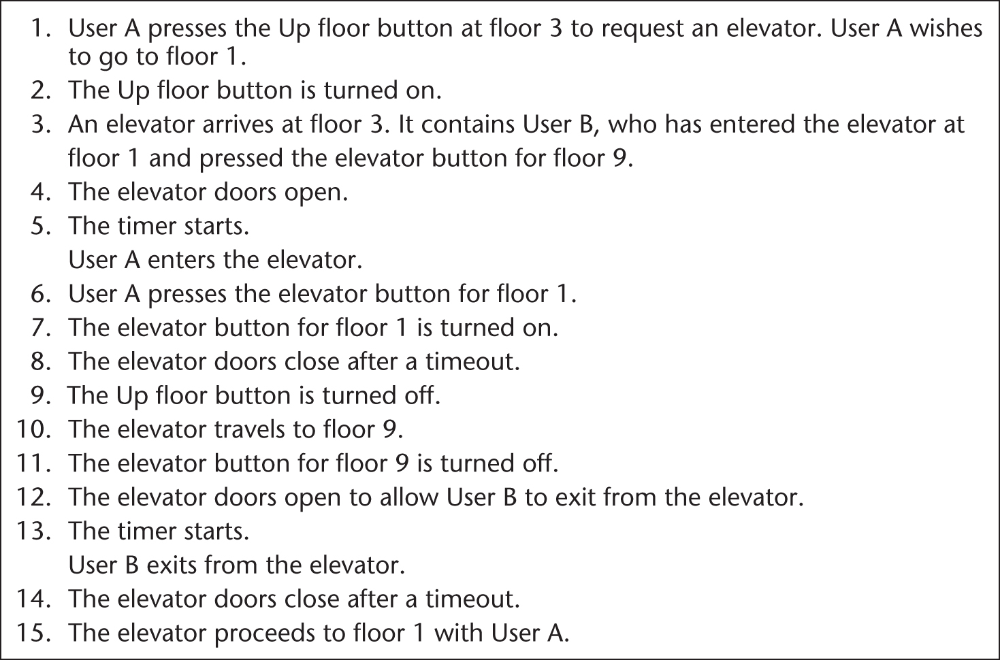 1. User A presses the Up floor button at floor 3 to request an elevator. User A wishes
to go to floor 1.
2. The Up floor button is turned on.
3. An elevator arrives at floor 3. It contains User B, who has entered the elevator at
floor 1 and pressed the elevator button for floor 9.
4. The elevator doors open.
5. The timer starts.
User A enters the elevator.
6. User A presses the elevator button for floor 1.
7. The elevator button for floor 1 is turned on.
8. The elevator doors close after a timeout.
9. The Up floor button is turned off.
10. The elevator travels to floor 9.
11. The elevator button for floor 9 is turned off.
12. The elevator doors open to allow User B to exit from the elevator.
13. The timer starts.
User B exits from the elevator.
14. The elevator doors close after a timeout.
15. The elevator proceeds to floor 1 with User A.